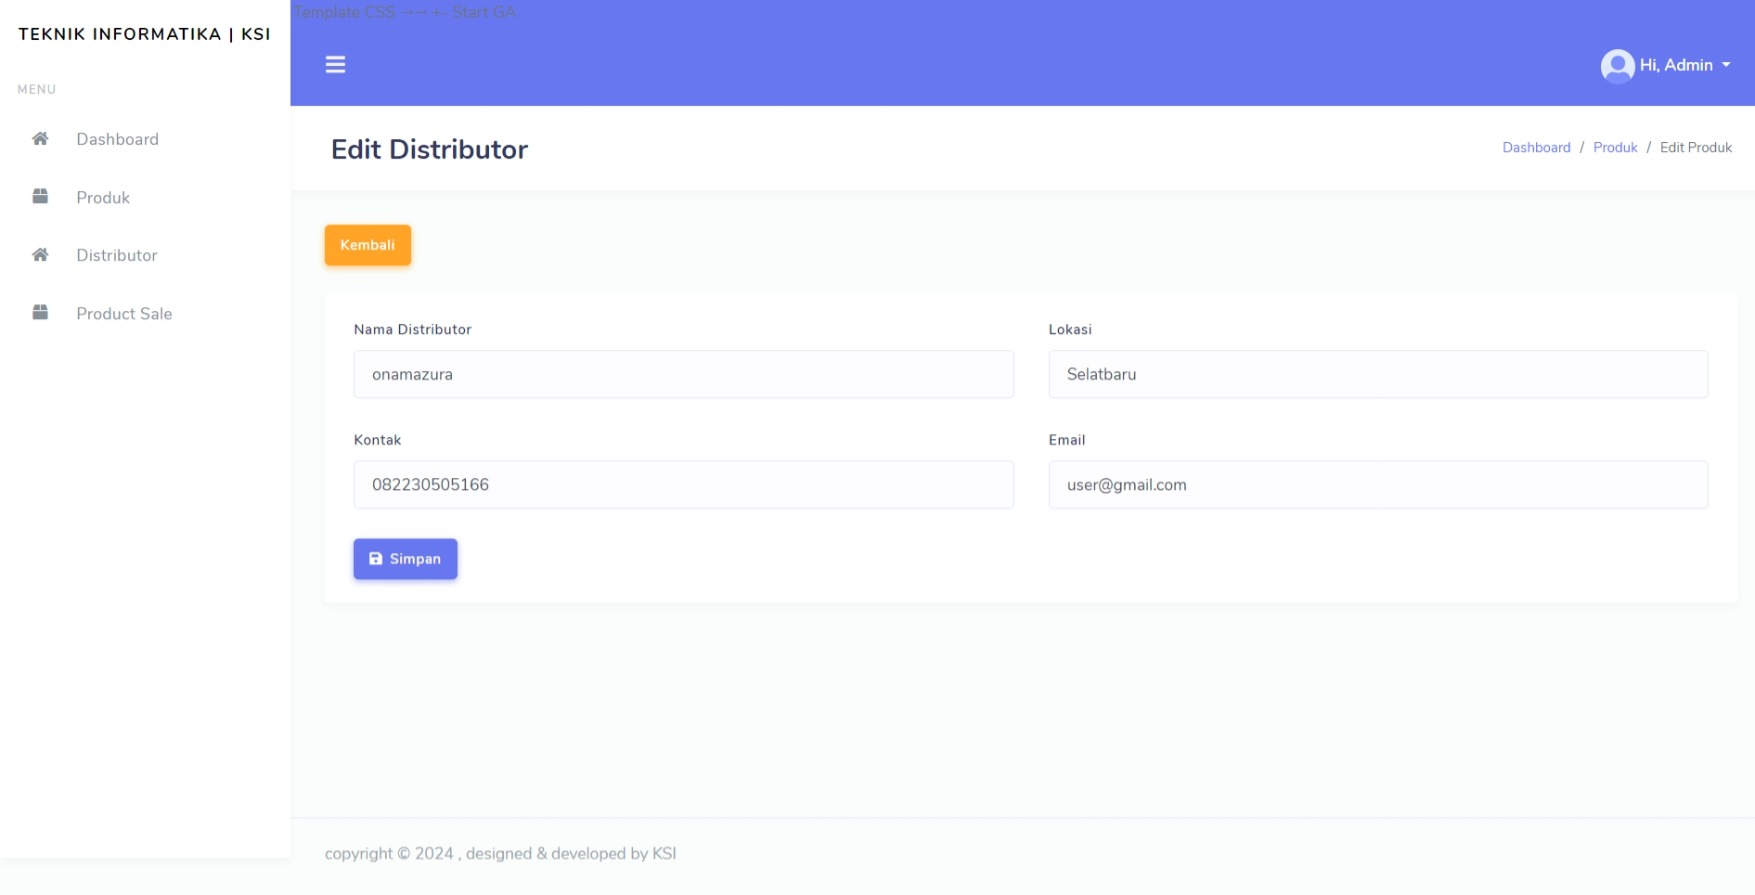 Template CSS →→ +- Start GA
TEKNIK INFORMATIKA | KSI
Hi, Admin
MENU
Dashboard
Produk
Distributor
Product Sale
Edit Distributor
Dashboard / Produk / Edit Produk
Kembali
Nama Distributor
onamazura
Lokasi
Selatbaru
Kontak
082230505166
Email
user@gmail.com
Simpan
copyright © 2024 , designed & developed by KSI